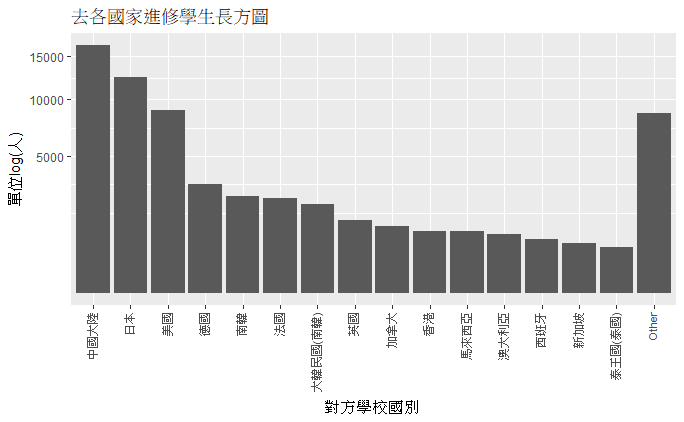 去各國家進修學生長方圖
15000
10000
5000
單位log(人)
中國大陸
日本
美國
德國
南韓
法國
大韓民國(南韓)
英國
加拿大
香港
馬來西亞
澳大利亞
西班牙
新加坡
泰王國(泰國)
Other
對方學校國別